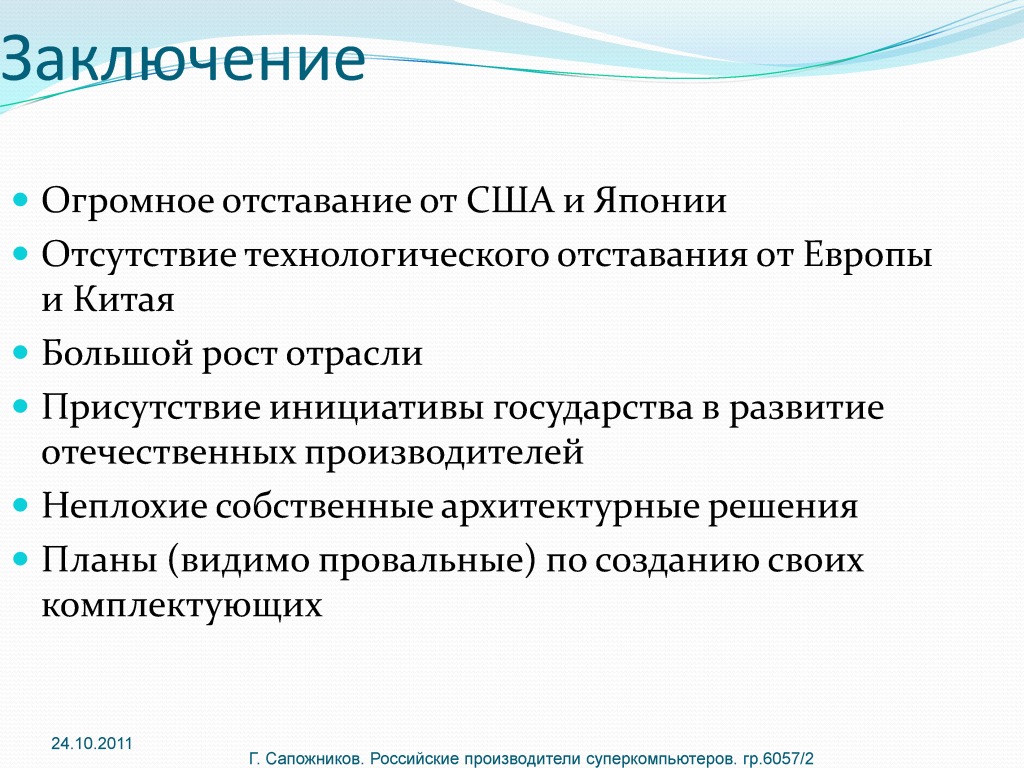 Заключение
• Огромное отставание от США и Японии
• Отсутствие технологического отставания от Европы
и Китая
• Большой рост отрасли
• Присутствие инициативы государства в развитие
отечественных производителей
• Неплохие собственные архитектурные решения
• Планы (видимо провальные) по созданию своих
комплектующих
24.10.2011
Г. Сапожников. Российские производители суперкомпьютеров. гр.6057/2